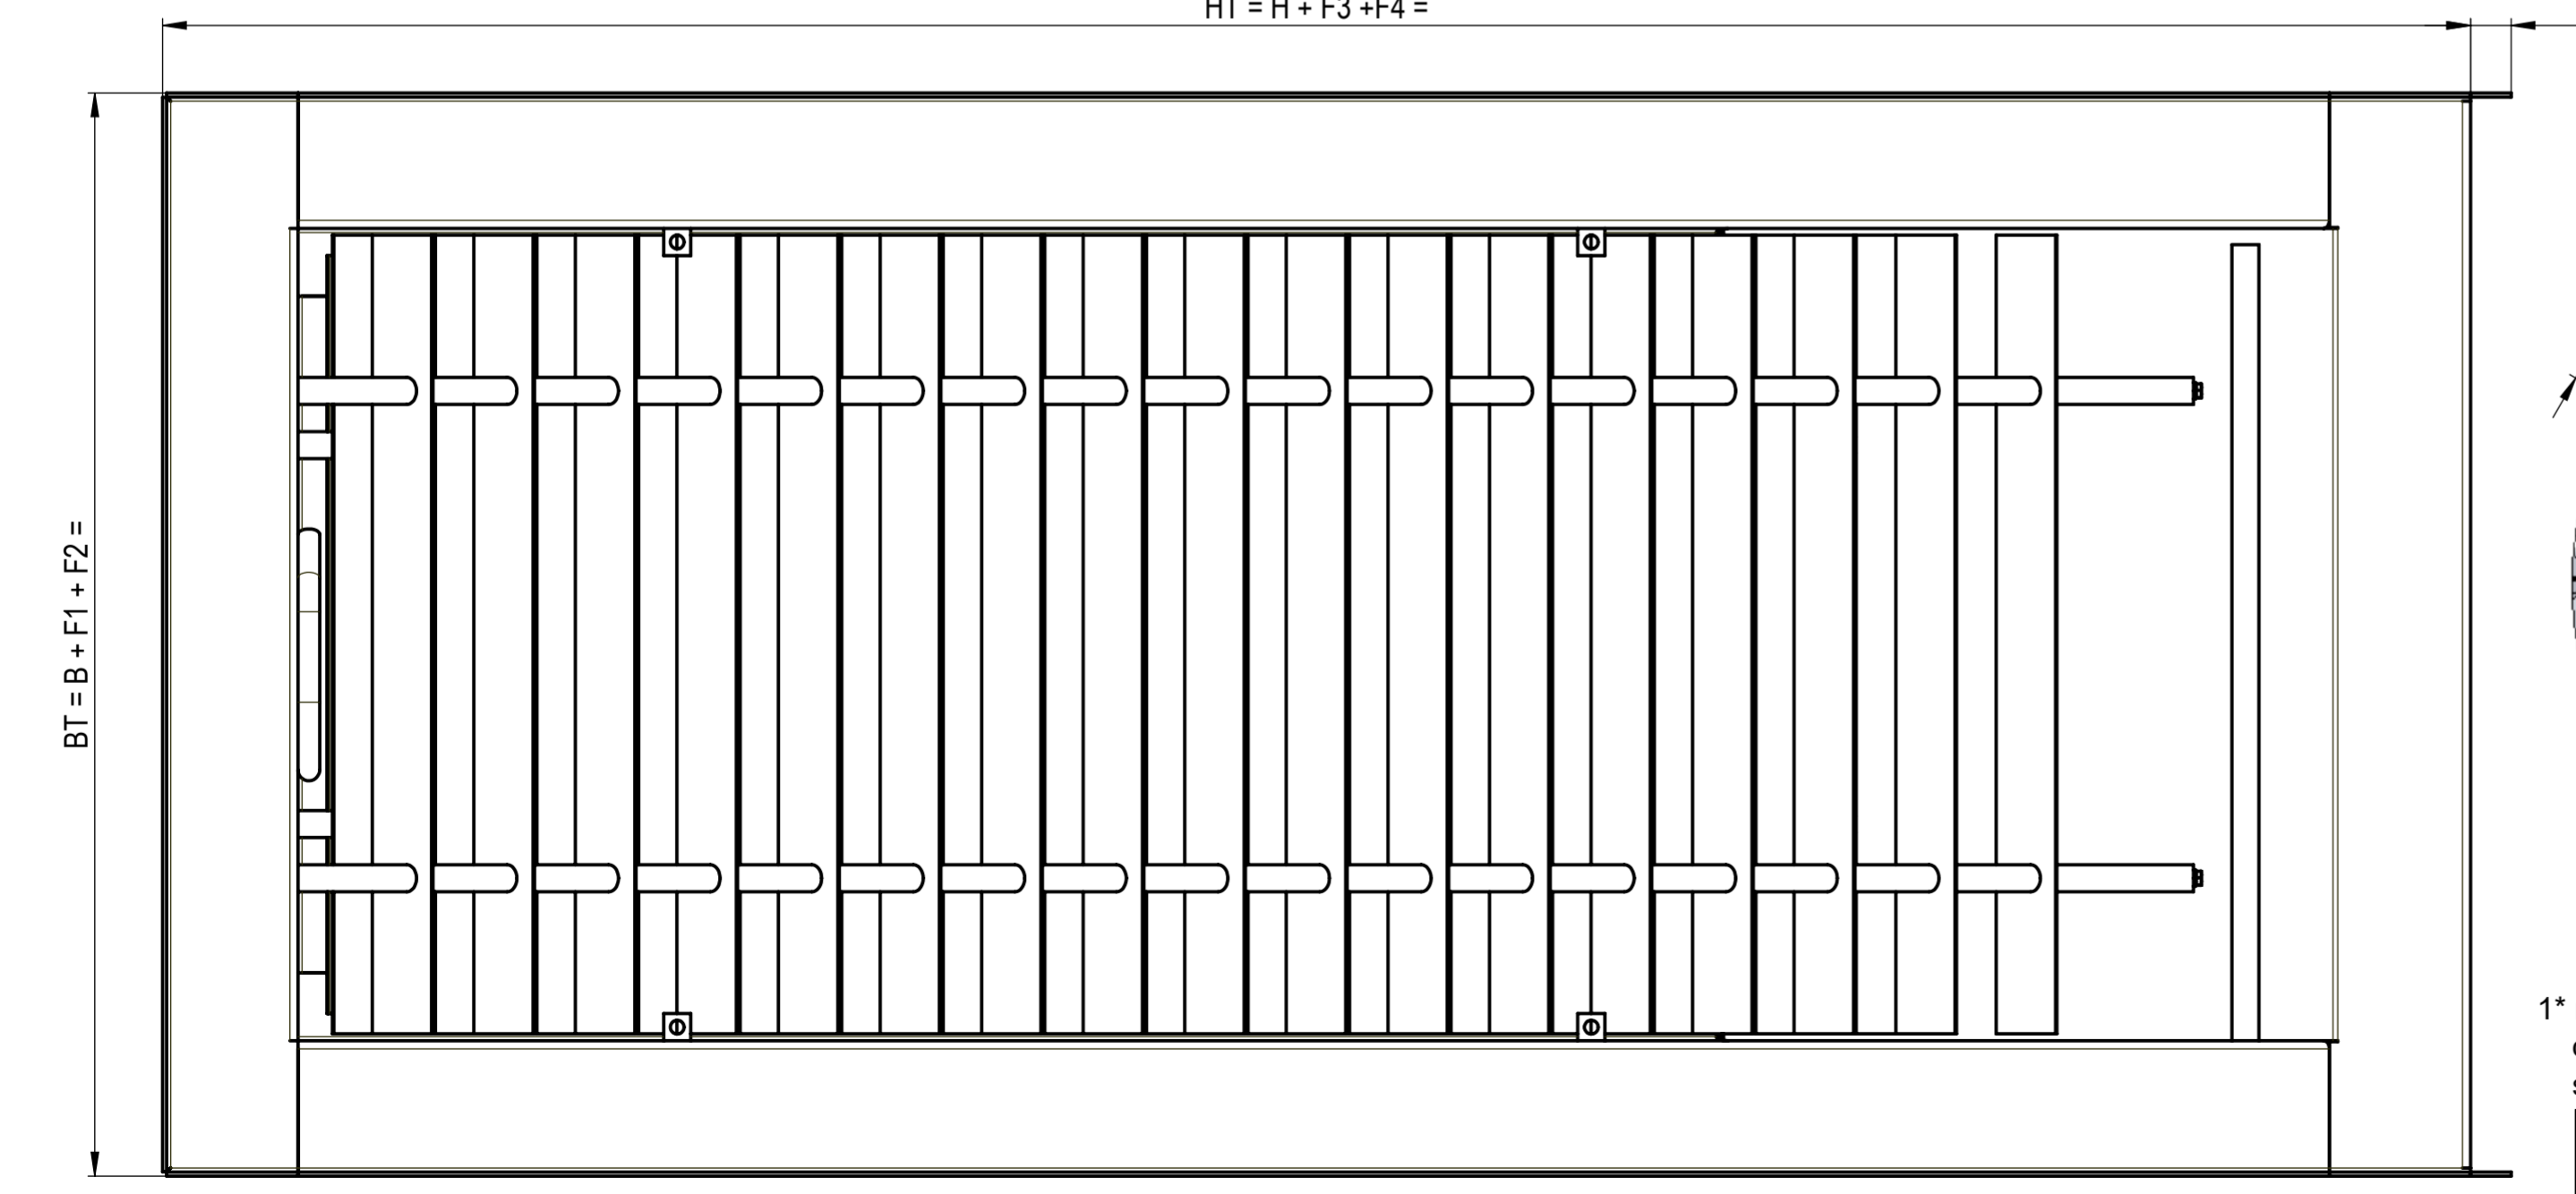 HT = H + F3 +F4 =
BT = B + F1 + F2 =
1*